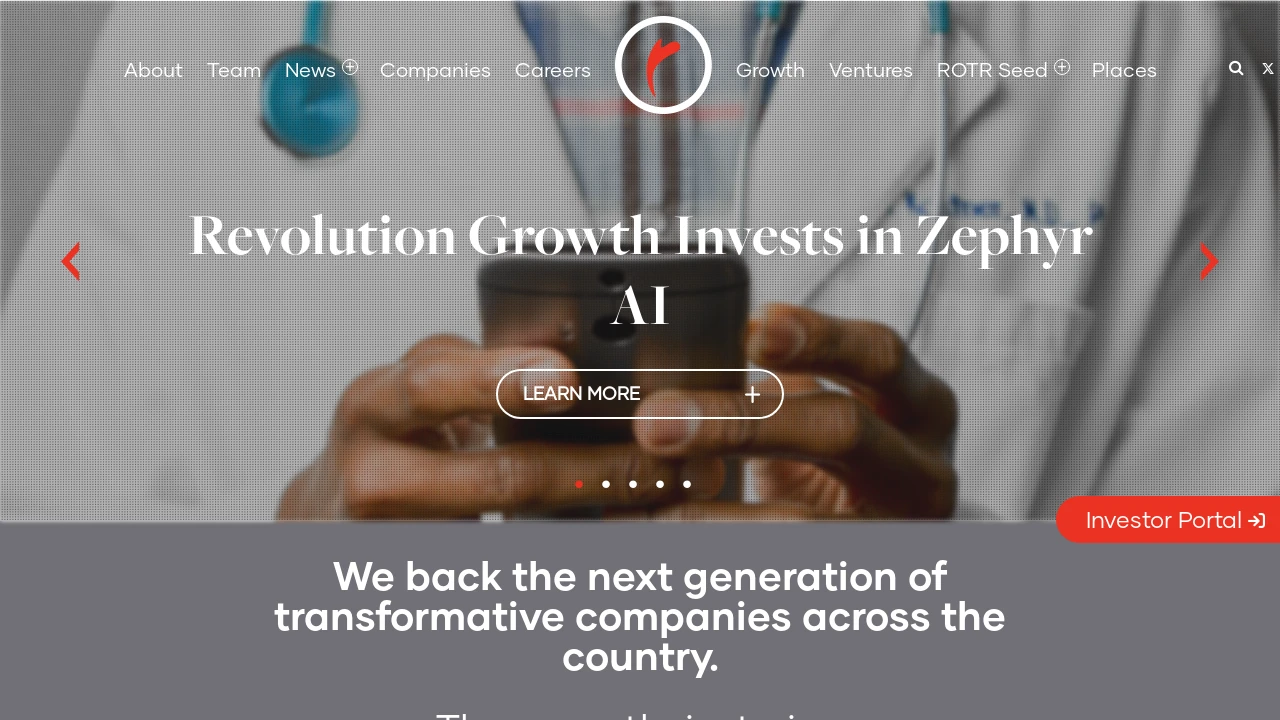 About Team News Companies Careers Growth Ventures ROTR Seed Places
Revolution Growth Invests in Zephyr
AI
LEARN MORE
Investor Portal
We back the next generation of
transformative companies across the
country.